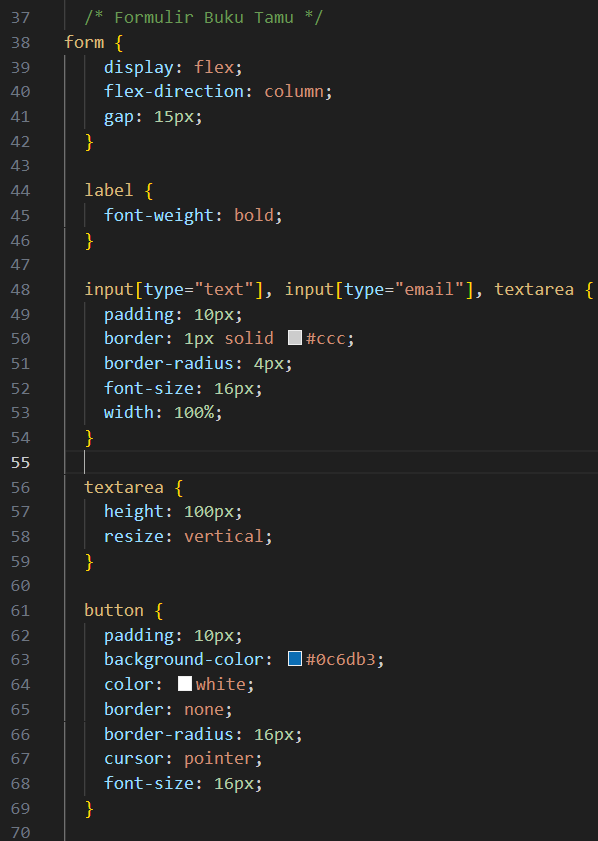 37 /* Formulir Buku Tamu */
38 form {
39 display: flex;
40 flex-direction: column;
41 gap: 15px;
42 }
43
44 label {
45 font-weight: bold;
46 }
47
48 input[type="text"], input[type="email"], textarea {
49 padding: 10px;
50 border: 1px solid #ccc;
51 border-radius: 4px;
52 font-size: 16px;
53 width: 100%;
54 }
55
56 textarea {
57 height: 100px;
58 resize: vertical;
59 }
60
61 button {
62 padding: 10px;
63 background-color: #0c6db3;
64 color: white;
65 border: none;
66 border-radius: 16px;
67 cursor: pointer;
68 font-size: 16px;
69 }
70